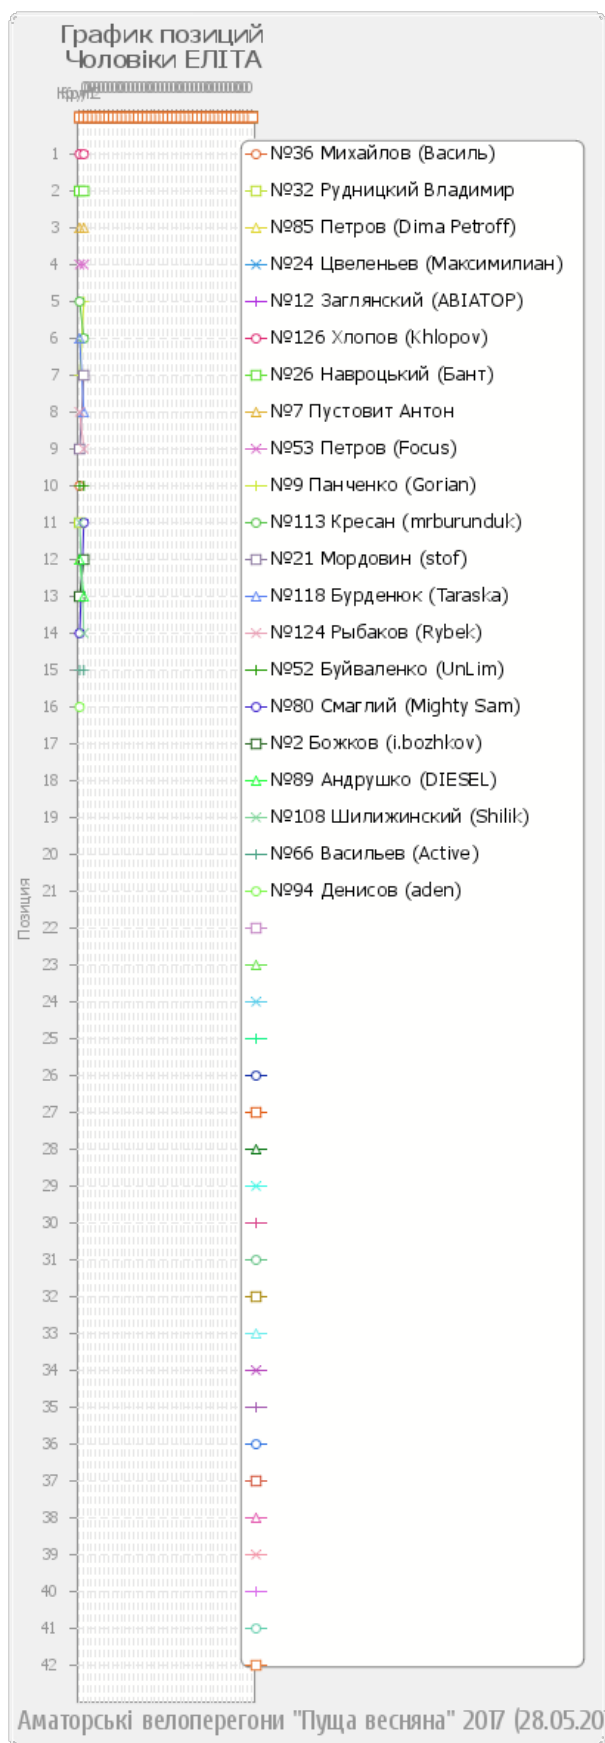 График позиций
Чоловіки ЕЛІТА
1
2
3
4
5
6
7
8
9
10
11
12
13
14
15
16
17
18
19
20
21
22
23
24
25
26
27
28
29
30
31
32
33
34
35
36
37
38
39
40
41
42
Позиция
№36 Михайлов (Василь)
№32 Рудницкий Владимир
№85 Петров (Dima Petroff)
№24 Цвеленьев (Максимилиан)
№12 Заглянский (АВІАТОР)
№126 Хлопов (Khlopov)
№26 Навроцький (Бант)
№7 Пустовит Антон
№53 Петров (Focus)
№9 Панченко (Gorian)
№113 Кресан (mrburunduk)
№21 Мордовин (stof)
№118 Бурденюк (Taraska)
№124 Рыбаков (Rybek)
№52 Буйваленко (UnLim)
№80 Смаглий (Mighty Sam)
№2 Божков (i.bozhkov)
№89 Андрушко (DIESEL)
№108 Шилижинский (Shilik)
№66 Васильев (Active)
№94 Денисов (aden)
Аматорські велоперегони "Пуща весняна" 2017 (28.05.20